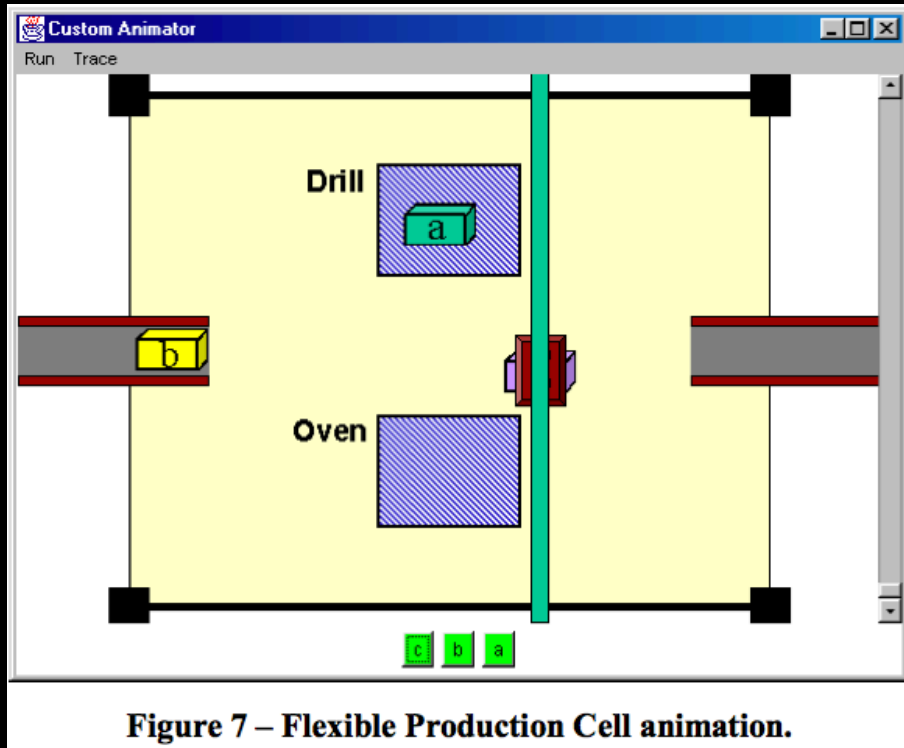 Custom Animator
Run Trace
Drill
a
b
Oven
c b a
Figure 7 – Flexible Production Cell animation.